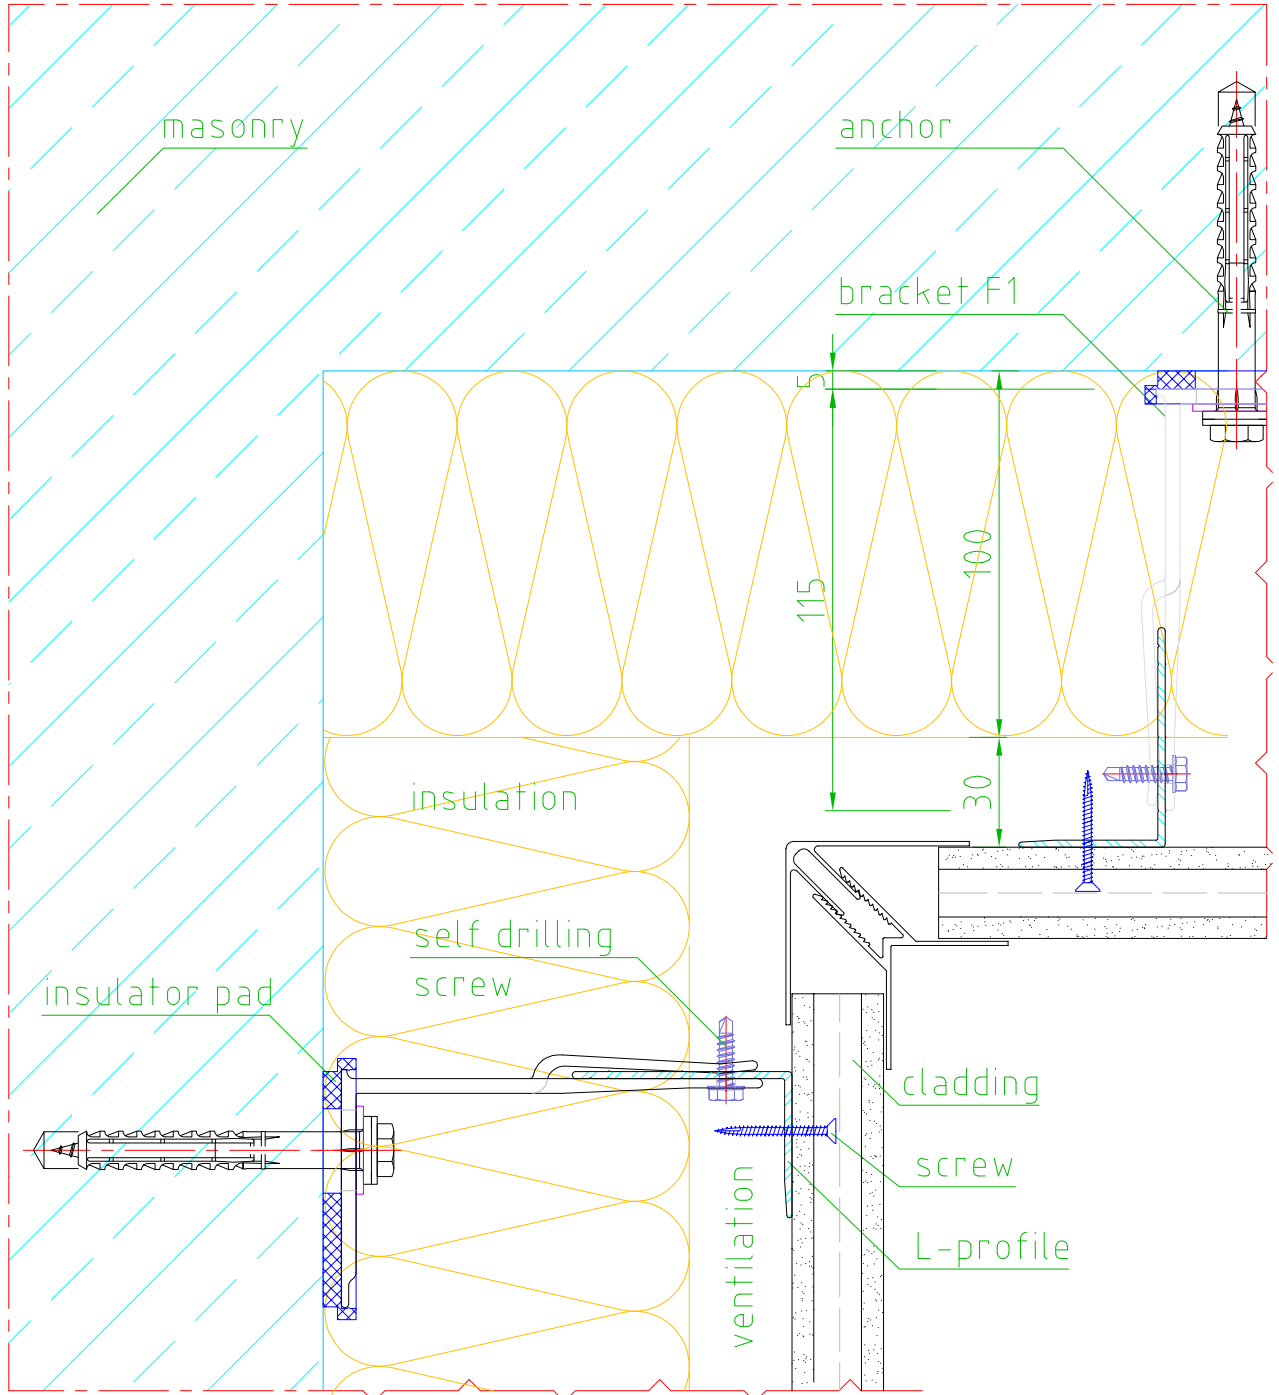 masonry
anchor
bracket F1
5
100
115
30
insulation
self drilling
screw
insulator pad
cladding
screw
ventilation
L-profile